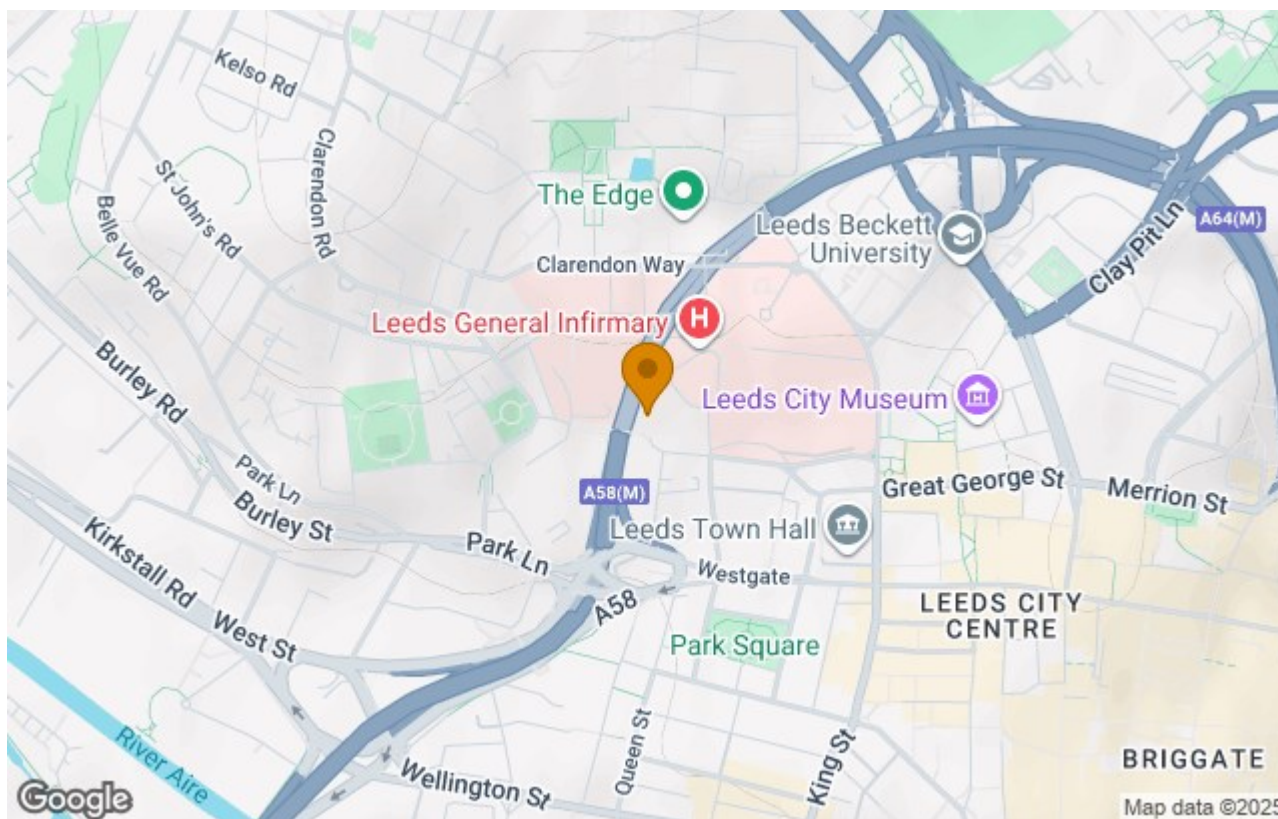 Kelso Rd
Clarendon Rd
St John's Rd
Belle Vue Rd
The Edge
Leeds Beckett
University
A64(M)
Clay Pit Ln
Clarendon Way
Leeds General Infirmary
H
Burley Rd
Leeds City Museum
Park Ln
Burley St
A58(M)
Great George St
Merrion St
Kirkstall Rd
Leeds Town Hall
Park Ln
Westgate
West St
A58
LEEDS CITY
CENTRE
Park Square
River Aire
Queen St
King St
BRIGGATE
Wellington St
Google
Map data ©2025